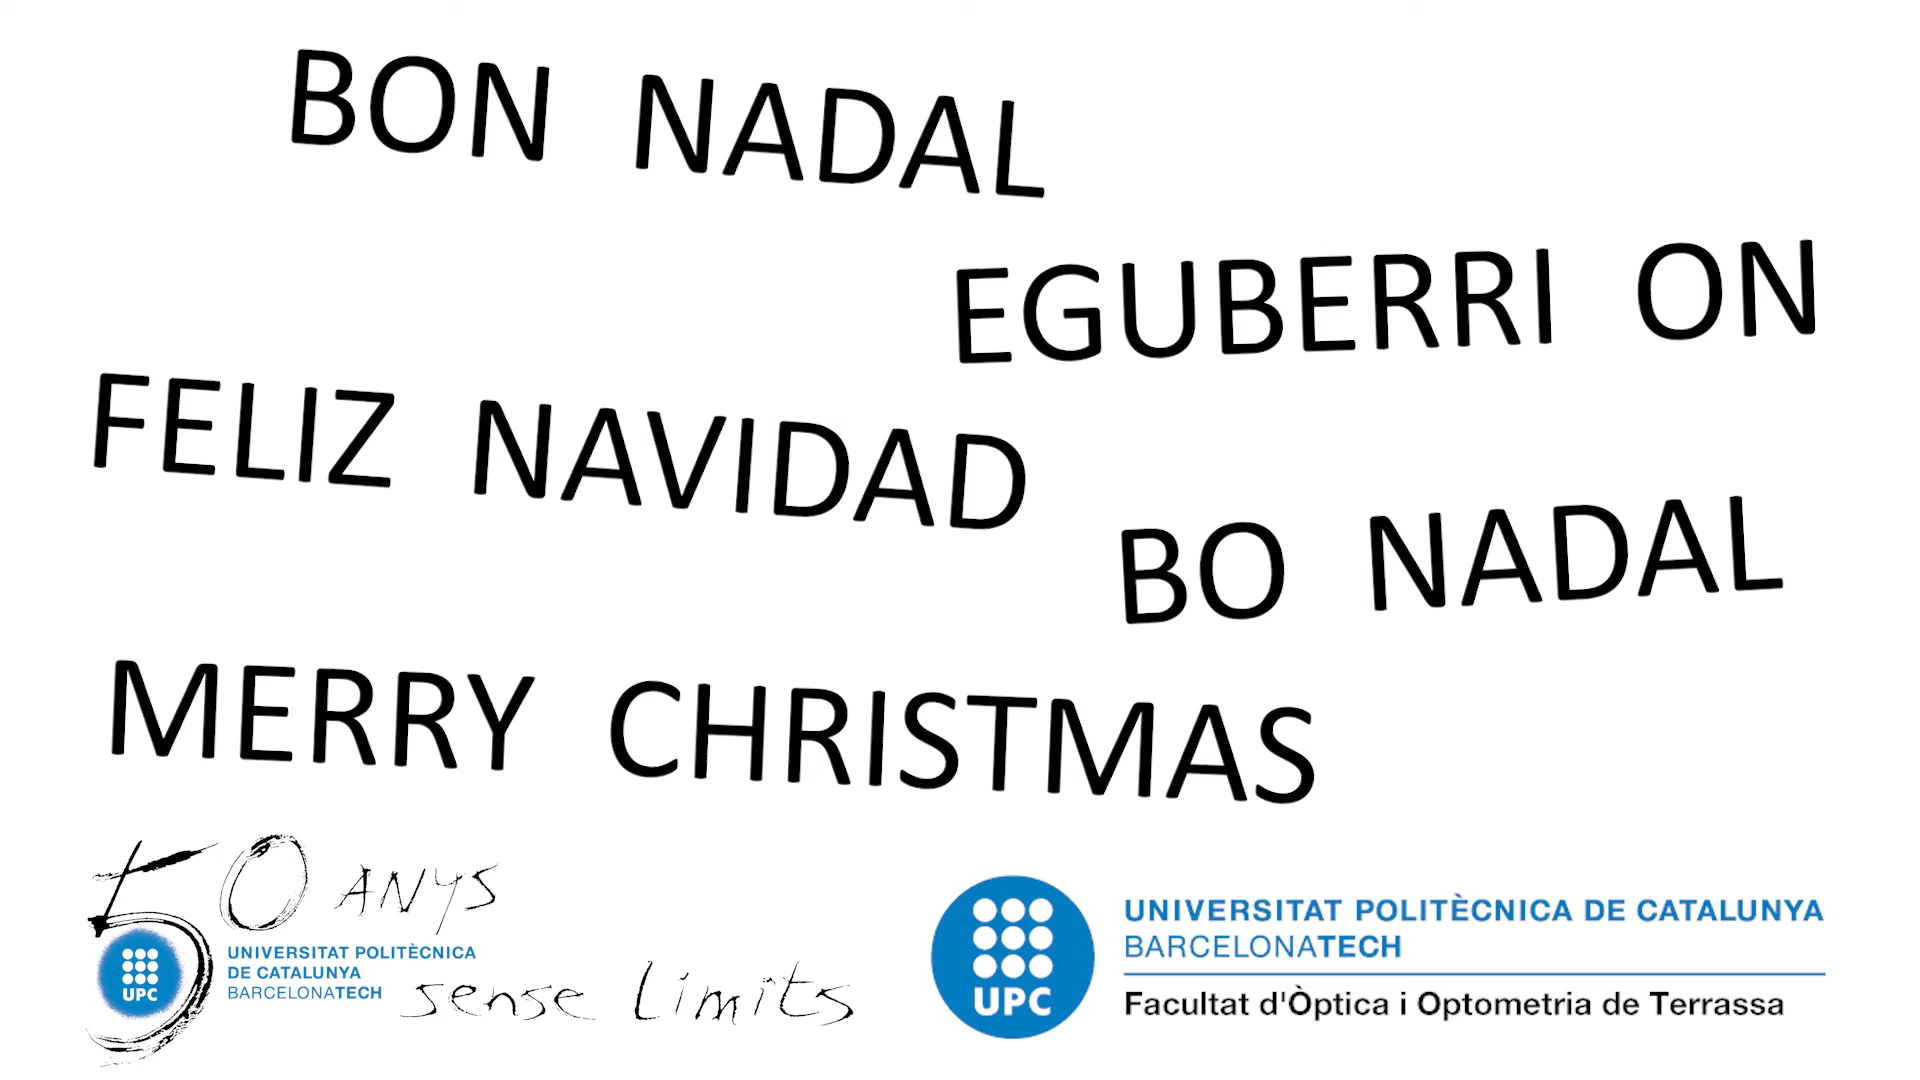 BON NADAL
EGUBERRI ON
FELIZ NAVIDAD
BO NADAL
MERRY CHRISTMAS
50 ANYS
sense Limits
UPC
UNIVERSITAT POLITÈCNICA
DE CATALUNYA
BARCELONATECH
UPC
UNIVERSITAT POLITÈCNICA DE CATALUNYA
BARCELONATECH
Facultat d'Òptica i Optometria de Terrassa